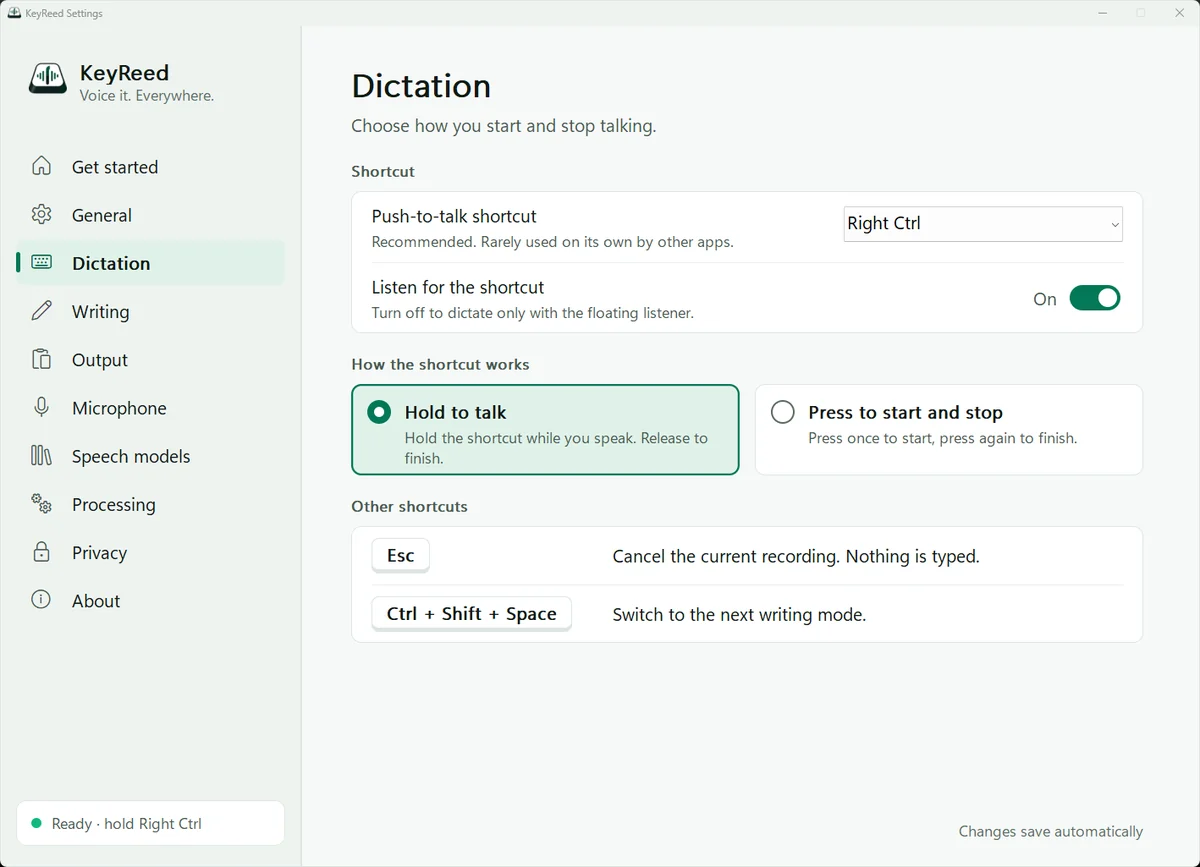 KeyReed Settings
KeyReed
Voice it. Everywhere.
Get started
General
Dictation
Writing
Output
Microphone
Speech models
Processing
Privacy
About
Ready · hold Right Ctrl
Dictation
Choose how you start and stop talking.
Shortcut
Push-to-talk shortcut
Right Ctrl
Recommended. Rarely used on its own by other apps.
Listen for the shortcut
On
Turn off to dictate only with the floating listener.
How the shortcut works
Hold to talk
Hold the shortcut while you speak. Release to
finish.
Press to start and stop
Press once to start, press again to finish.
Other shortcuts
Esc
Cancel the current recording. Nothing is typed.
Ctrl + Shift + Space
Switch to the next writing mode.
Changes save automatically